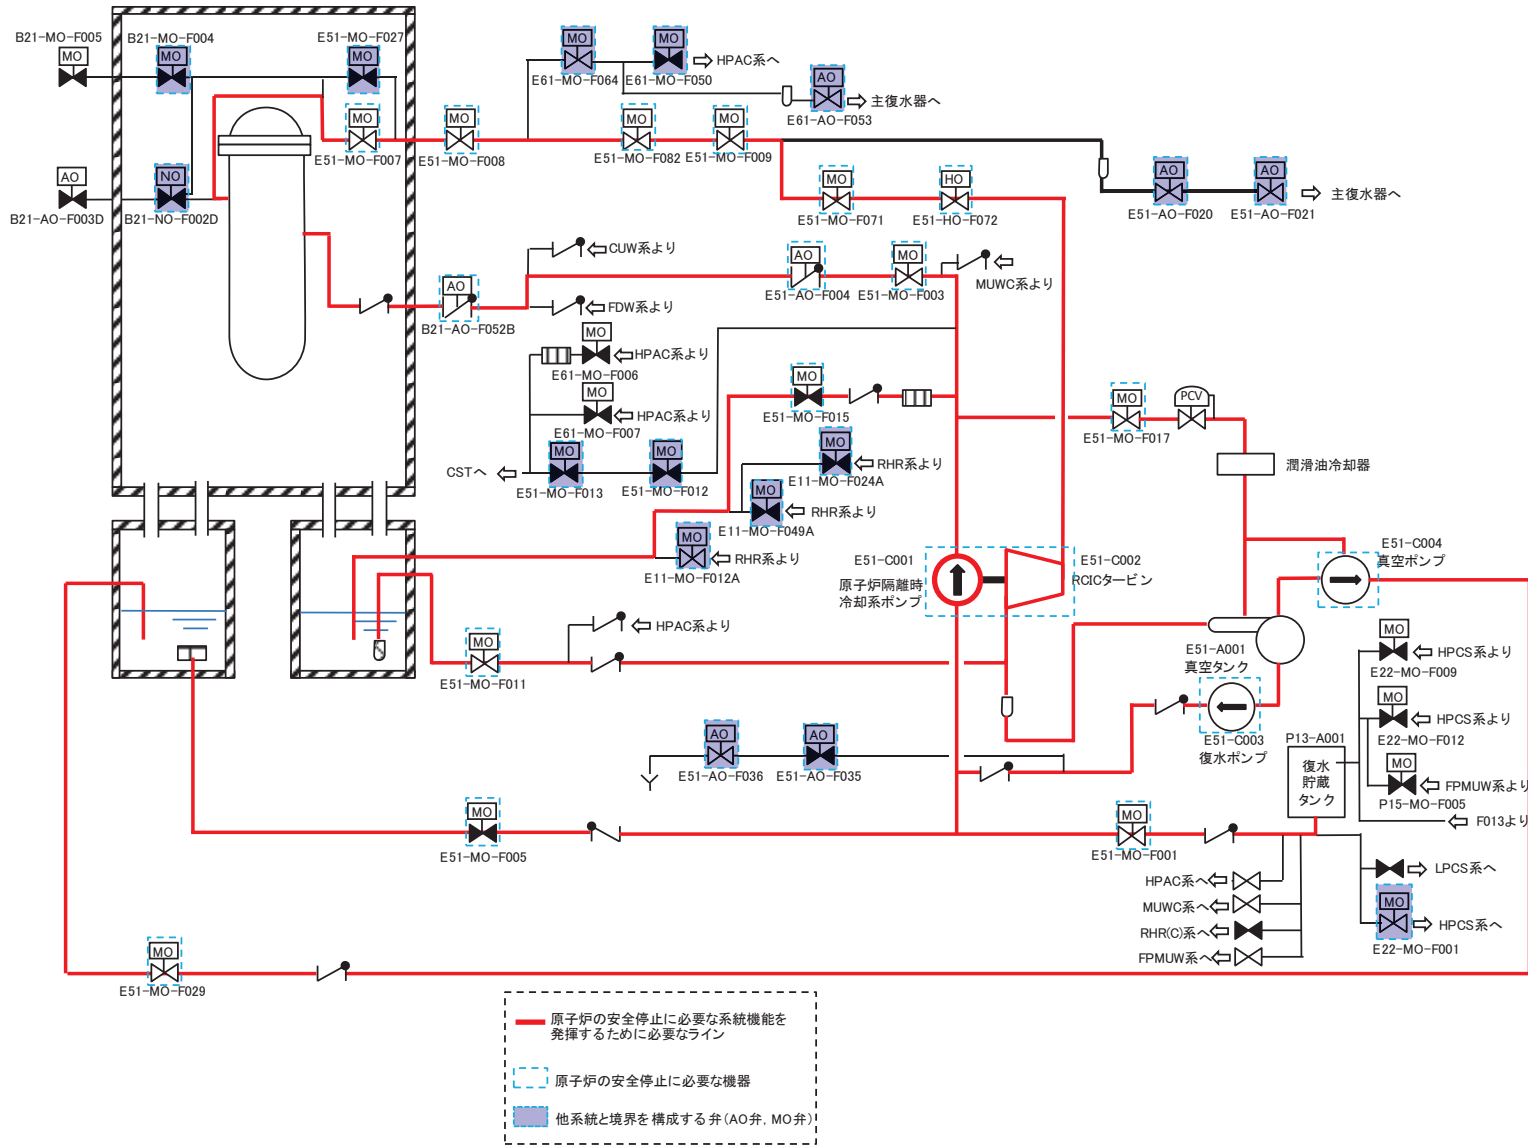 B21-MO-F005
MO
B21-MO-F004
MO
E51-MO-F027
MO
MO
E61-MO-F064
MO
E61-MO-F050
HPAC系へ
AO
E61-AO-F053
主復水器へ
MO
E51-MO-F007
MO
E51-MO-F008
MO
E51-MO-F082
MO
E51-MO-F009
AO
B21-AO-F003D
NO
B21-NO-F002D
MO
E51-MO-F071
HO
E51-HO-F072
AO
E51-AO-F020
AO
E51-AO-F021
主復水器へ
CUW系より
AO
B21-AO-F052B
FDW系より
AO
E51-AO-F004
MO
E51-MO-F003
MUWC系より
MO
HPAC系より
E61-MO-F006
MO
HPAC系より
E61-MO-F007
MO
E51-MO-F015
MO
E51-MO-F017
PCV
潤滑油冷却器
CSTへ
MO
E51-MO-F013
MO
E51-MO-F012
MO
RHR系より
E11-MO-F024A
MO
RHR系より
E11-MO-F049A
MO
RHR系より
E11-MO-F012A
E51-C001
原子炉隔離時
冷却系ポンプ
E51-C002
RCICタービン
E51-C004
真空ポンプ
HPAC系より
MO
E51-MO-F011
E51-A001
真空タンク
E51-C003
復水ポンプ
MO
HPCS系より
E22-MO-F009
MO
HPCS系より
E22-MO-F012
MO
FPMUW系より
P15-MO-F005
F013より
P13-A001
復水
貯蔵
タンク
AO
E51-AO-F036
AO
E51-AO-F035
MO
E51-MO-F005
MO
E51-MO-F001
HPAC系へ
MUWC系へ
RHR(C)系へ
FPMUW系へ
LPCS系へ
MO
HPCS系へ
E22-MO-F001
MO
E51-MO-F029
原子炉の安全停止に必要な系統機能を
発揮するために必要なライン
原子炉の安全停止に必要な機器
他系統と境界を構成する弁(AO弁, MO弁)